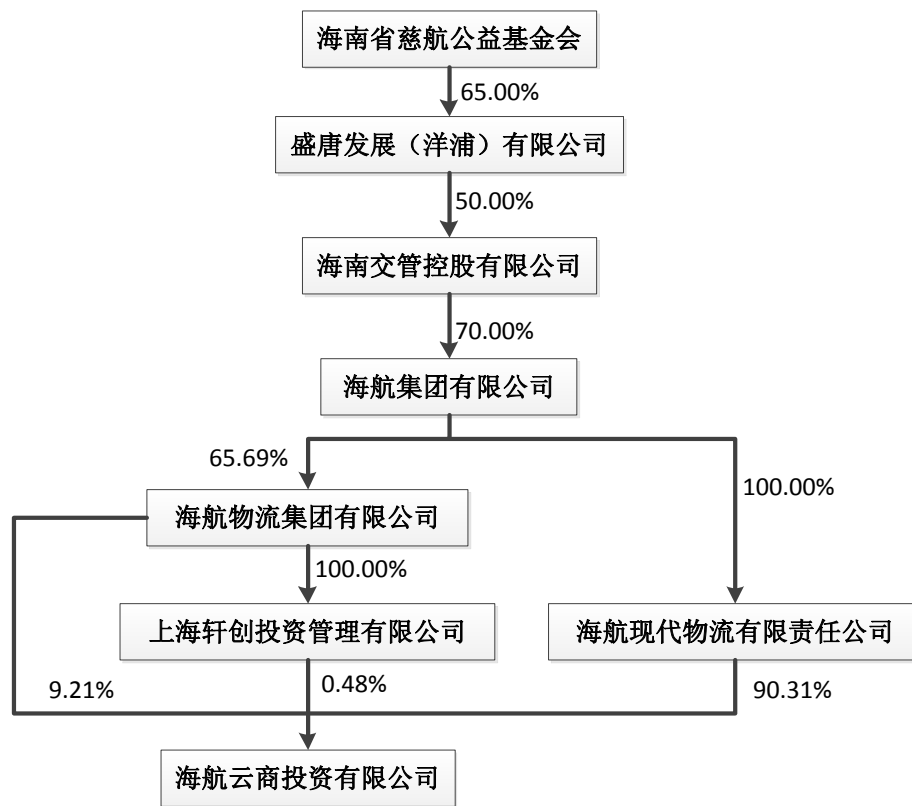 海南省慈航公益基金会
65.00%
盛唐发展（洋浦）有限公司
50.00%
海南交管控股有限公司
70.00%
海航集团有限公司
65.69%
100.00%
海航物流集团有限公司
100.00%
上海轩创投资管理有限公司
海航现代物流有限责任公司
9.21%
0.48%
90.31%
海航云商投资有限公司